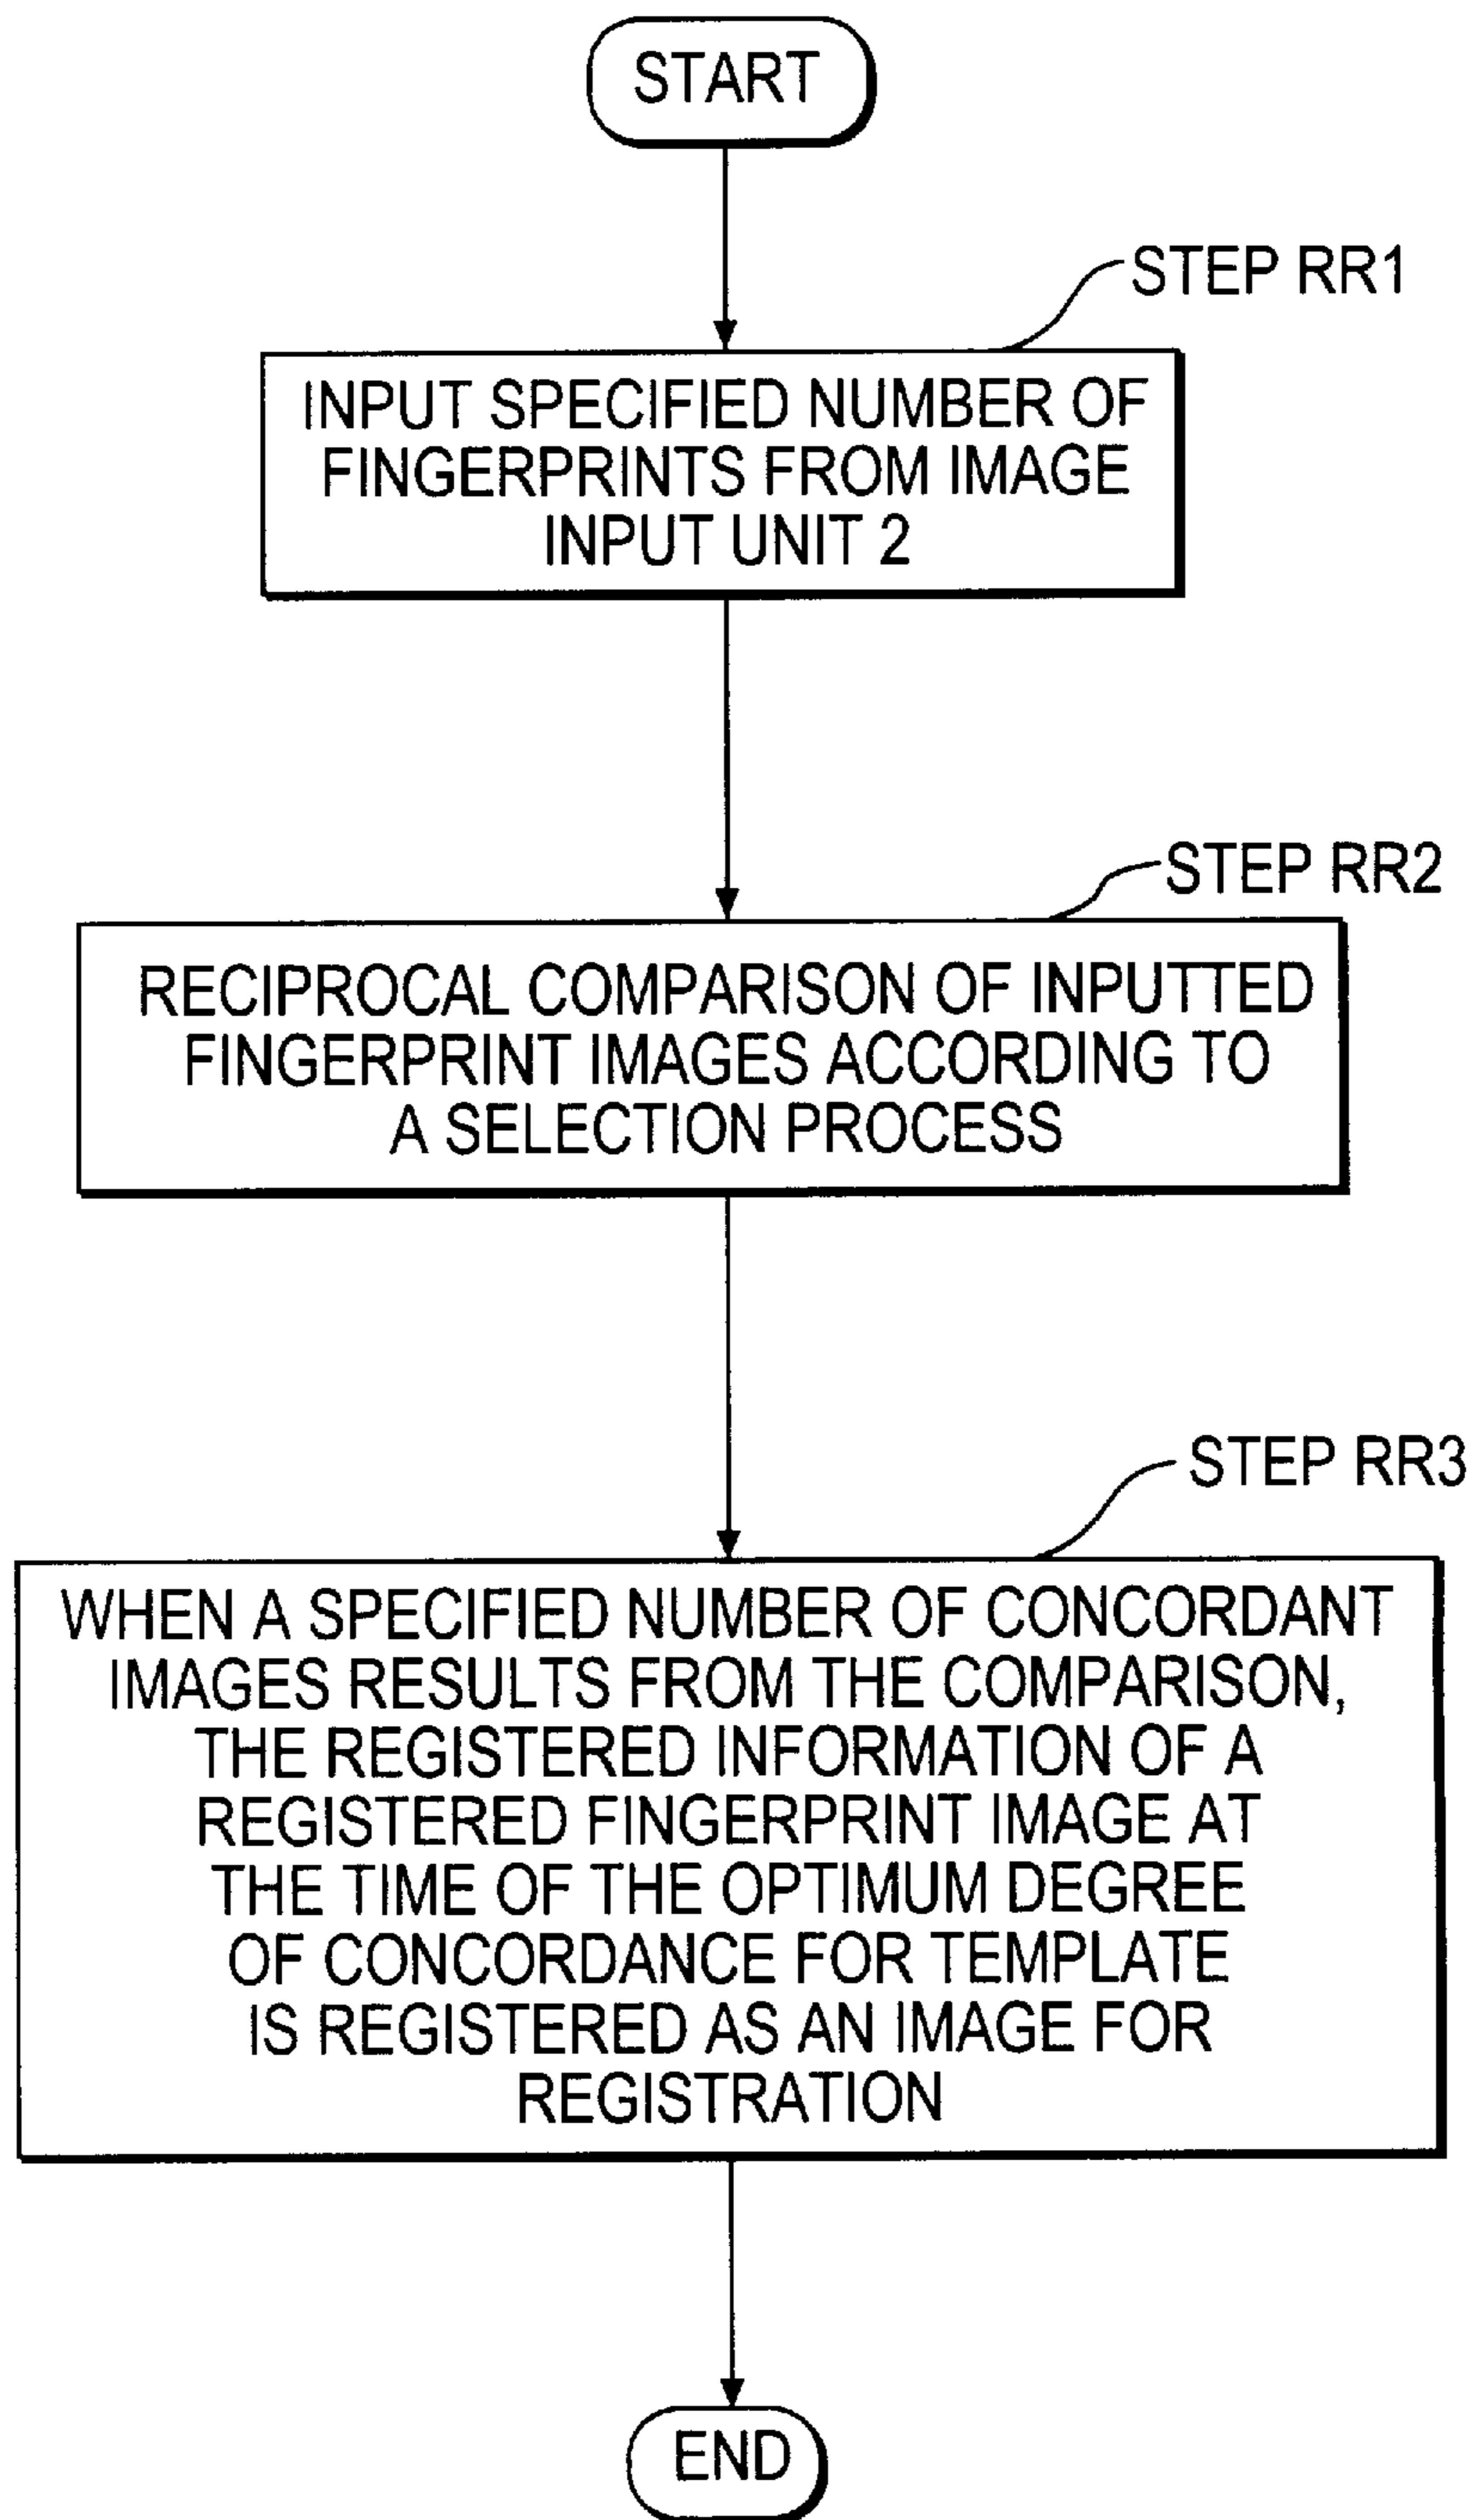 START
STEP RR1
INPUT SPECIFIED NUMBER OF
FINGERPRINTS FROM IMAGE
INPUT UNIT 2
STEP RR2
RECIPROCAL COMPARISON OF INPUTTED
FINGERPRINT IMAGES ACCORDING TO
A SELECTION PROCESS
STEP RR3
WHEN A SPECIFIED NUMBER OF CONCORDANT
IMAGES RESULTS FROM THE COMPARISON,
THE REGISTERED INFORMATION OF A
REGISTERED FINGERPRINT IMAGE AT
THE TIME OF THE OPTIMUM DEGREE
OF CONCORDANCE FOR TEMPLATE
IS REGISTERED AS AN IMAGE FOR
REGISTRATION
END